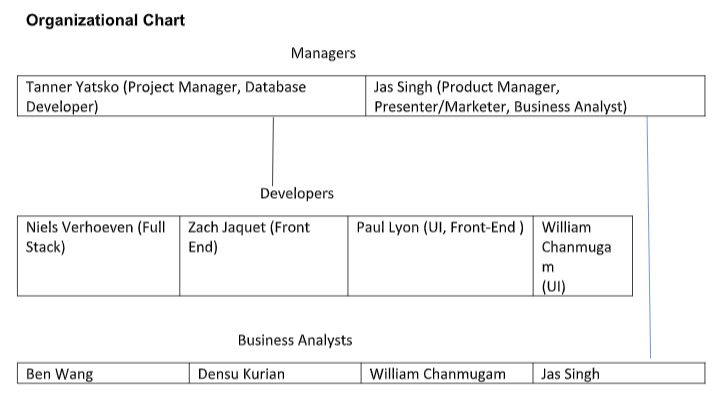 Organizational Chart
Managers
Tanner Yatsko (Project Manager, Database
Developer)
Jas Singh (Product Manager,
Presenter/Marketer, Business Analyst)
Developers
Niels Verhoeven (Full
Stack)
Zach Jaquet (Front
End)
Paul Lyon (UI, Front-End )
William
Chanmuga
m
(UI)
Business Analysts
Ben Wang
Densu Kurian
William Chanmugam
Jas Singh